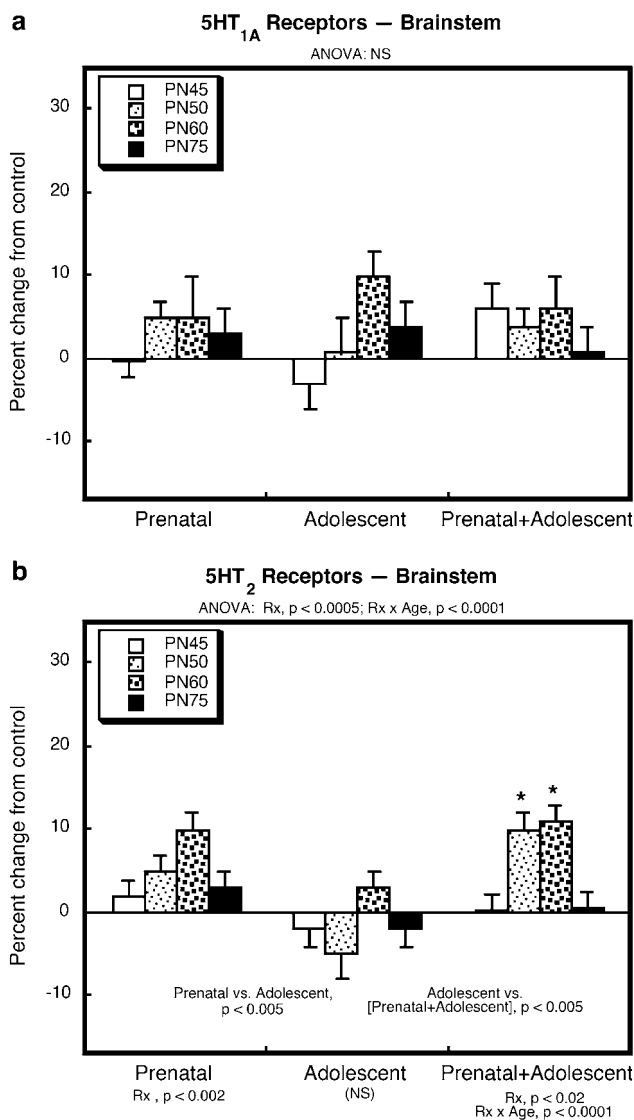 a
5HT1A Receptors — Brainstem
ANOVA: NS
PN45
PN50
PN60
PN75
Percent change from control
30
20
10
0
-10
Prenatal Adolescent Prenatal+Adolescent
b
5HT2 Receptors — Brainstem
ANOVA: Rx, p < 0.0005; Rx x Age, p < 0.0001
PN45
PN50
PN60
PN75
Percent change from control
30
20
10
0
-10
* *
Prenatal vs. Adolescent,
p < 0.005
Adolescent vs.
[Prenatal+Adolescent], p < 0.005
Prenatal Adolescent Prenatal+Adolescent
Rx , p < 0.002 (NS) Rx, p < 0.02
Rx x Age, p < 0.0001